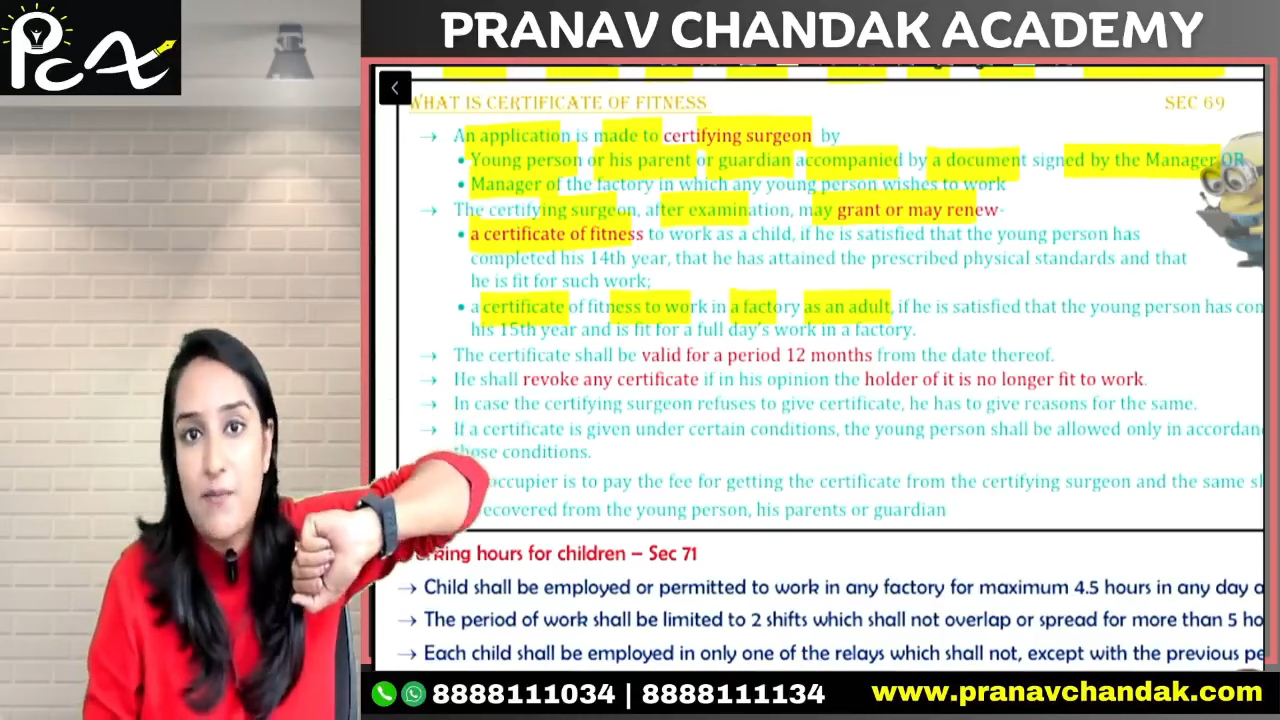 PCA
PRANAV CHANDAK ACADEMY
WHAT IS CERTIFICATE OF FITNESS SEC 69
→ An application is made to certifying surgeon by
• Young person or his parent or guardian accompanied by a document signed by the Manager OR
• Manager of the factory in which any young person wishes to work
→ The certifying surgeon, after examination, may grant or may renew-
• a certificate of fitness to work as a child, if he is satisfied that the young person has
completed his 14th year, that he has attained the prescribed physical standards and that
he is fit for such work;
• a certificate of fitness to work in a factory as an adult, if he is satisfied that the young person has
his 15th year and is fit for a full day's work in a factory.
→ The certificate shall be valid for a period 12 months from the date thereof.
→ He shall revoke any certificate if in his opinion the holder of it is no longer fit to work.
→ In case the certifying surgeon refuses to give certificate, he has to give reasons for the same.
→ If a certificate is given under certain conditions, the young person shall be allowed only in
those conditions.
occupier is to pay the fee for getting the certificate from the certifying surgeon and the same
recovered from the young person, his parents or guardian
hours for children – Sec 71
→ Child shall be employed or permitted to work in any factory for maximum 4.5 hours in any day
→ The period of work shall be limited to 2 shifts which shall not overlap or spread for more than 5
→ Each child shall be employed in only one of the relays which shall not, except with the previous
8888111034 | 8888111134 www.pranavchandak.com